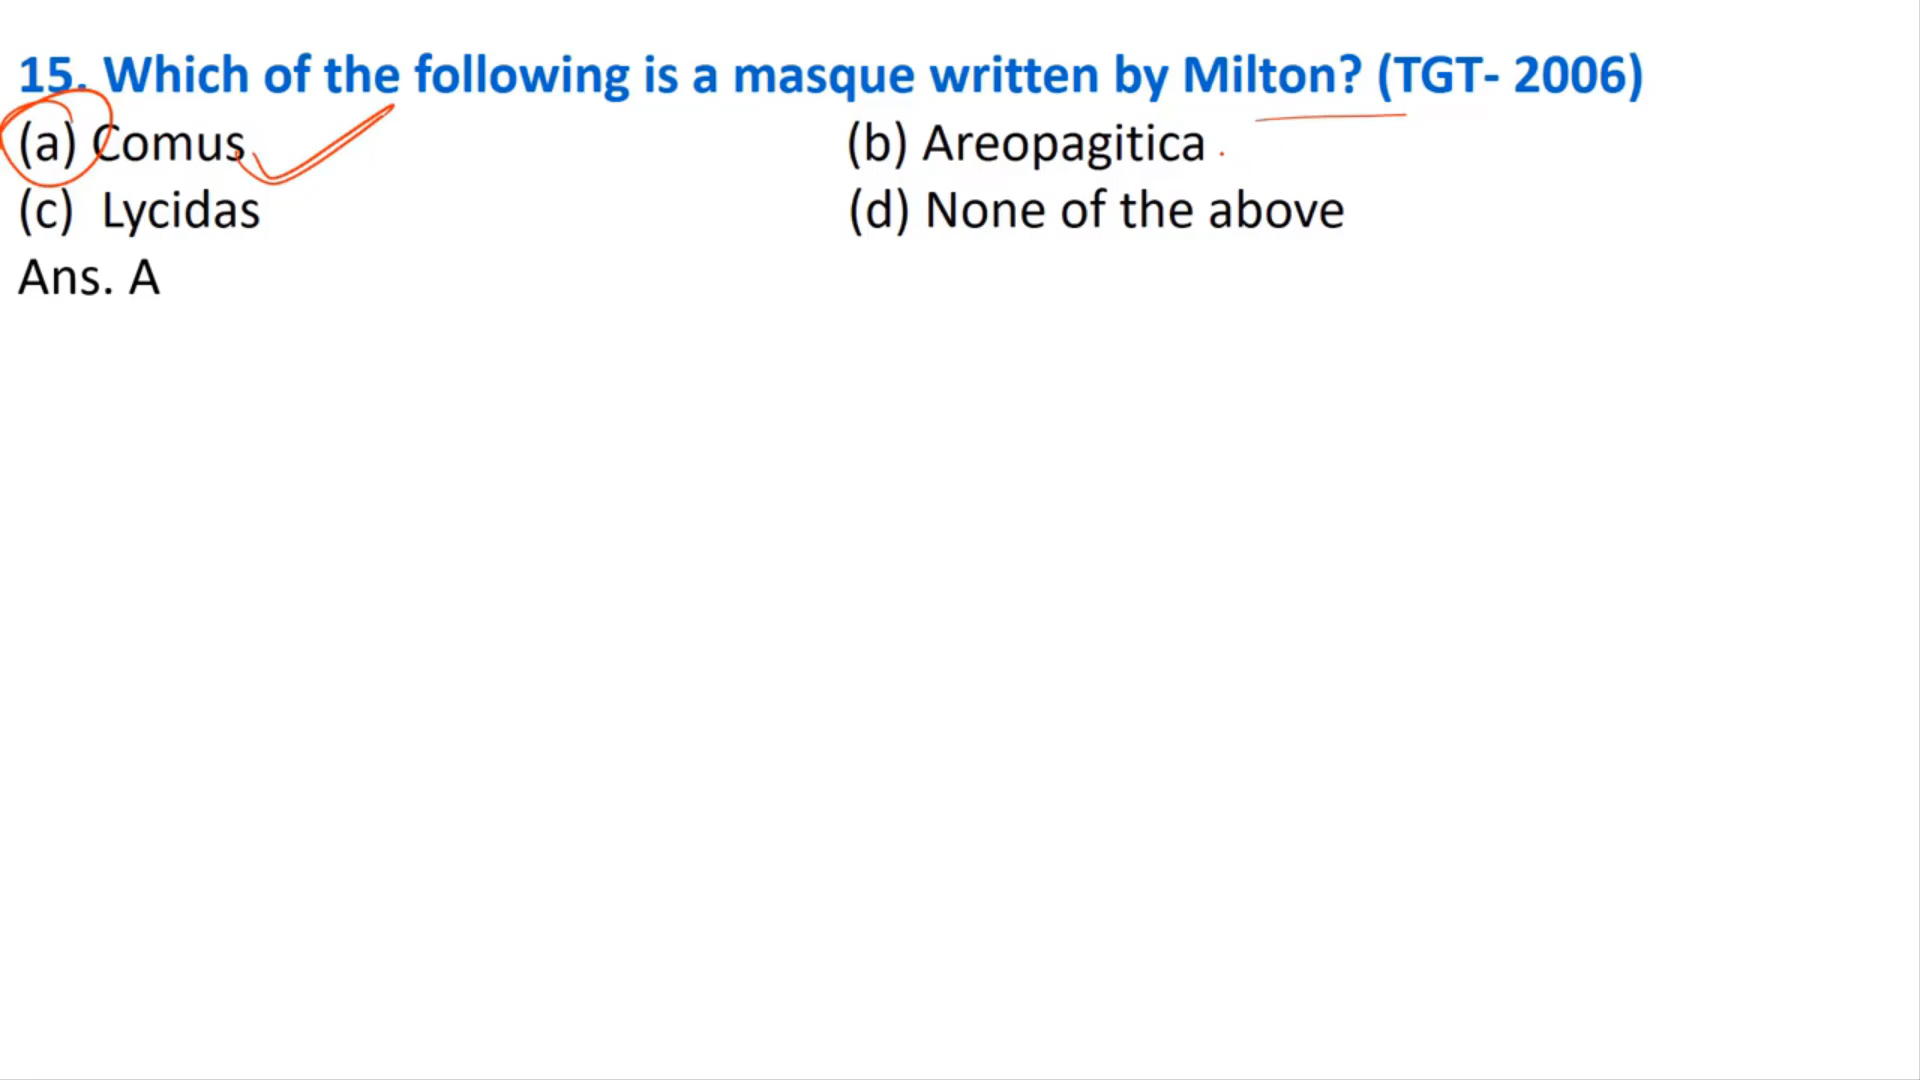 15. Which of the following is a masque written by Milton? (TGT- 2006)
(a) Comus (b) Areopagitica
(c) Lycidas (d) None of the above
Ans. A